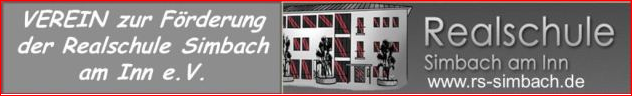 VEREIN zur Förderung
der Realschule Simbach
am Inn e.V.
Realschule
Simbach am Inn
www.rs-simbach.de